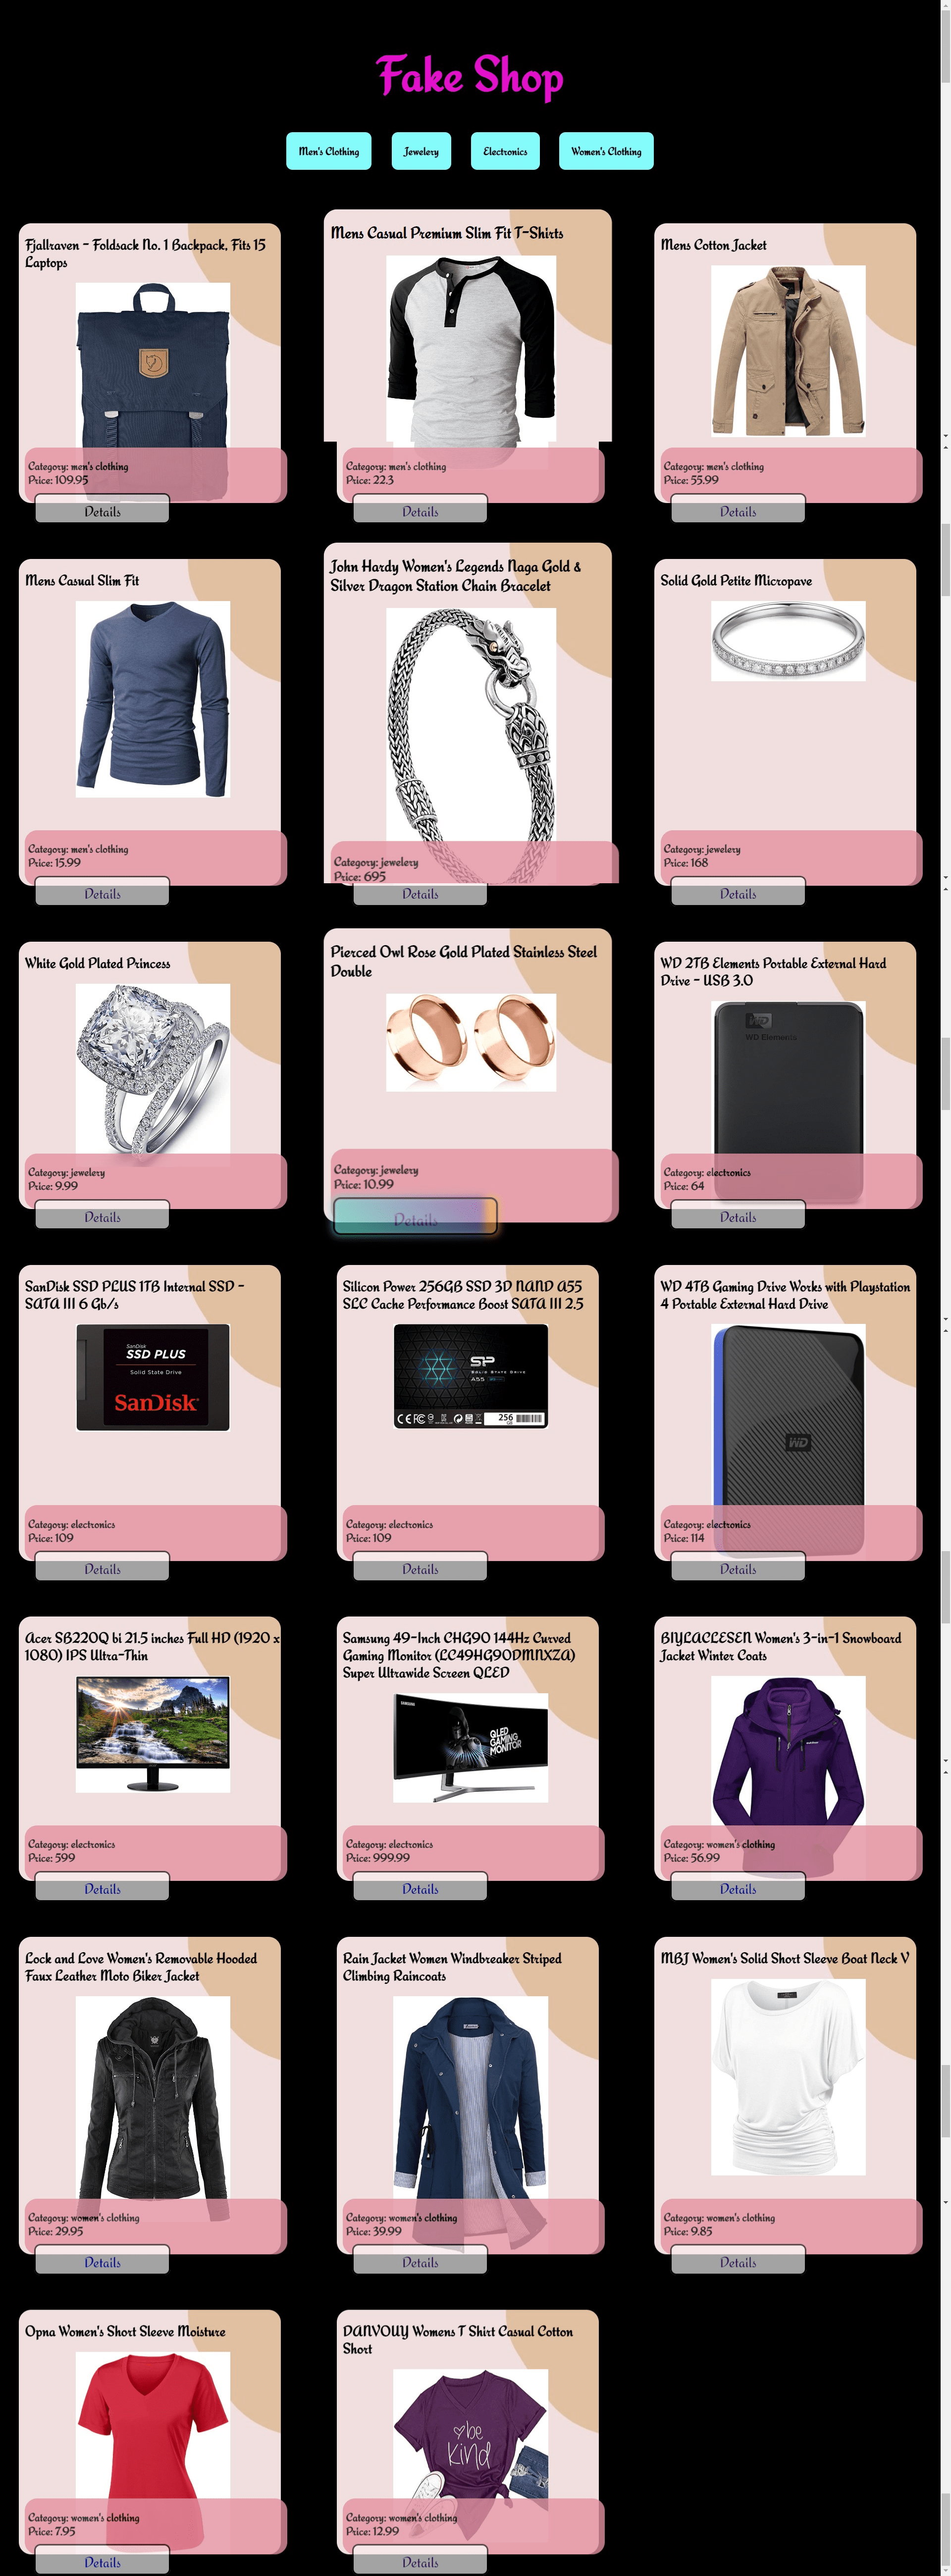 Fake Shop
Men's Clothing
Jewelery
Electronics
Women's Clothing
Fjallraven - Foldsack No. 1 Backpack, Fits 15
Laptops
Category: men's clothing
Price: 109.95
Details
Mens Casual Premium Slim Fit T-Shirts
Category: men's clothing
Price: 22.3
Details
Mens Cotton Jacket
Category: men's clothing
Price: 55.99
Details
Mens Casual Slim Fit
Category: men's clothing
Price: 15.99
Details
John Hardy Women's Legends Naga Gold &
Silver Dragon Station Chain Bracelet
Category: jewelery
Price: 695
Details
Solid Gold Petite Micropave
Category: jewelery
Price: 168
Details
White Gold Plated Princess
Category: jewelery
Price: 9.99
Details
Pierced Owl Rose Gold Plated Stainless Steel
Double
Category: jewelery
Price: 10.99
Details
WD 2TB Elements Portable External Hard
Drive - USB 3.0
WD
WD Elements
Category: electronics
Price: 64
Details
SanDisk SSD PLUS 1TB Internal SSD -
SATA III 6 Gb/s
SanDisk
SSD PLUS
Solid State Drive
SanDisk
Category: electronics
Price: 109
Details
Silicon Power 256GB SSD 3D NAND A55
SLC Cache Performance Boost SATA III 2.5
SP
SOLID STATE DRIVE
A55
256
GB
Category: electronics
Price: 109
Details
WD 4TB Gaming Drive Works with Playstation
4 Portable External Hard Drive
WD
Category: electronics
Price: 114
Details
Acer SB220Q bi 21.5 inches Full HD (1920 x
1080) IPS Ultra-Thin
Category: electronics
Price: 599
Details
Samsung 49-Inch CHG90 144Hz Curved
Gaming Monitor (LC49HG90DMNXZA)
Super Ultrawide Screen QLED
SAMSUNG
QLED
GAMING
MONITOR
Category: electronics
Price: 999.99
Details
BIYLACLESEN Women's 3-in-1 Snowboard
Jacket Winter Coats
Category: women's clothing
Price: 56.99
Details
Lock and Love Women's Removable Hooded
Faux Leather Moto Biker Jacket
Category: women's clothing
Price: 29.95
Details
Rain Jacket Women Windbreaker Striped
Climbing Raincoats
Category: women's clothing
Price: 39.99
Details
MBJ Women's Solid Short Sleeve Boat Neck V
Category: women's clothing
Price: 9.85
Details
Opna Women's Short Sleeve Moisture
Category: women's clothing
Price: 7.95
Details
DANVOUY Womens T Shirt Casual Cotton
Short
be
kind
Category: women's clothing
Price: 12.99
Details